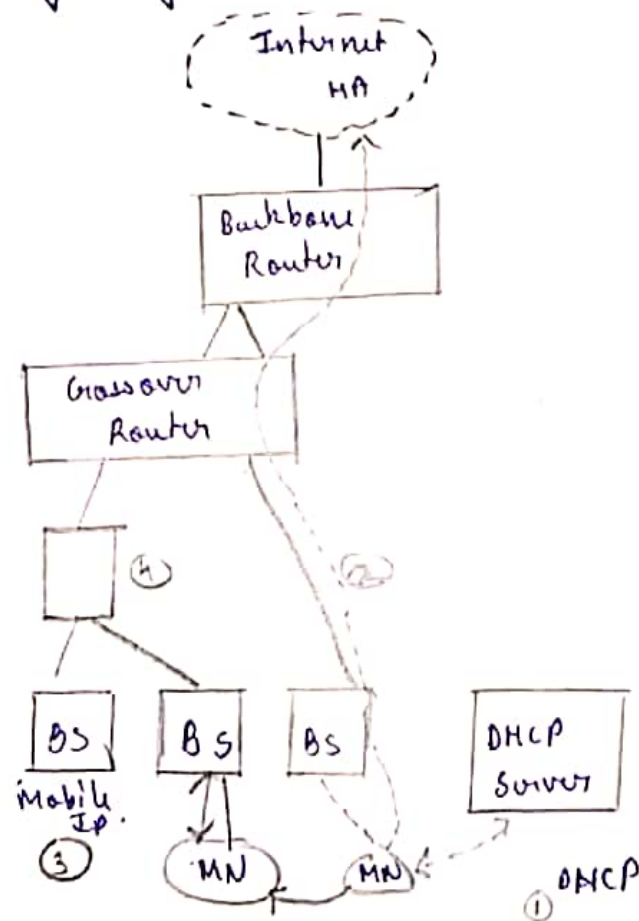 Internet
HA
Backbone
Router
Crossover
Router
4
2
BS
BS
BS
DHCP
Server
Mobile
Ip.
3
MN
MN
DHCP
1